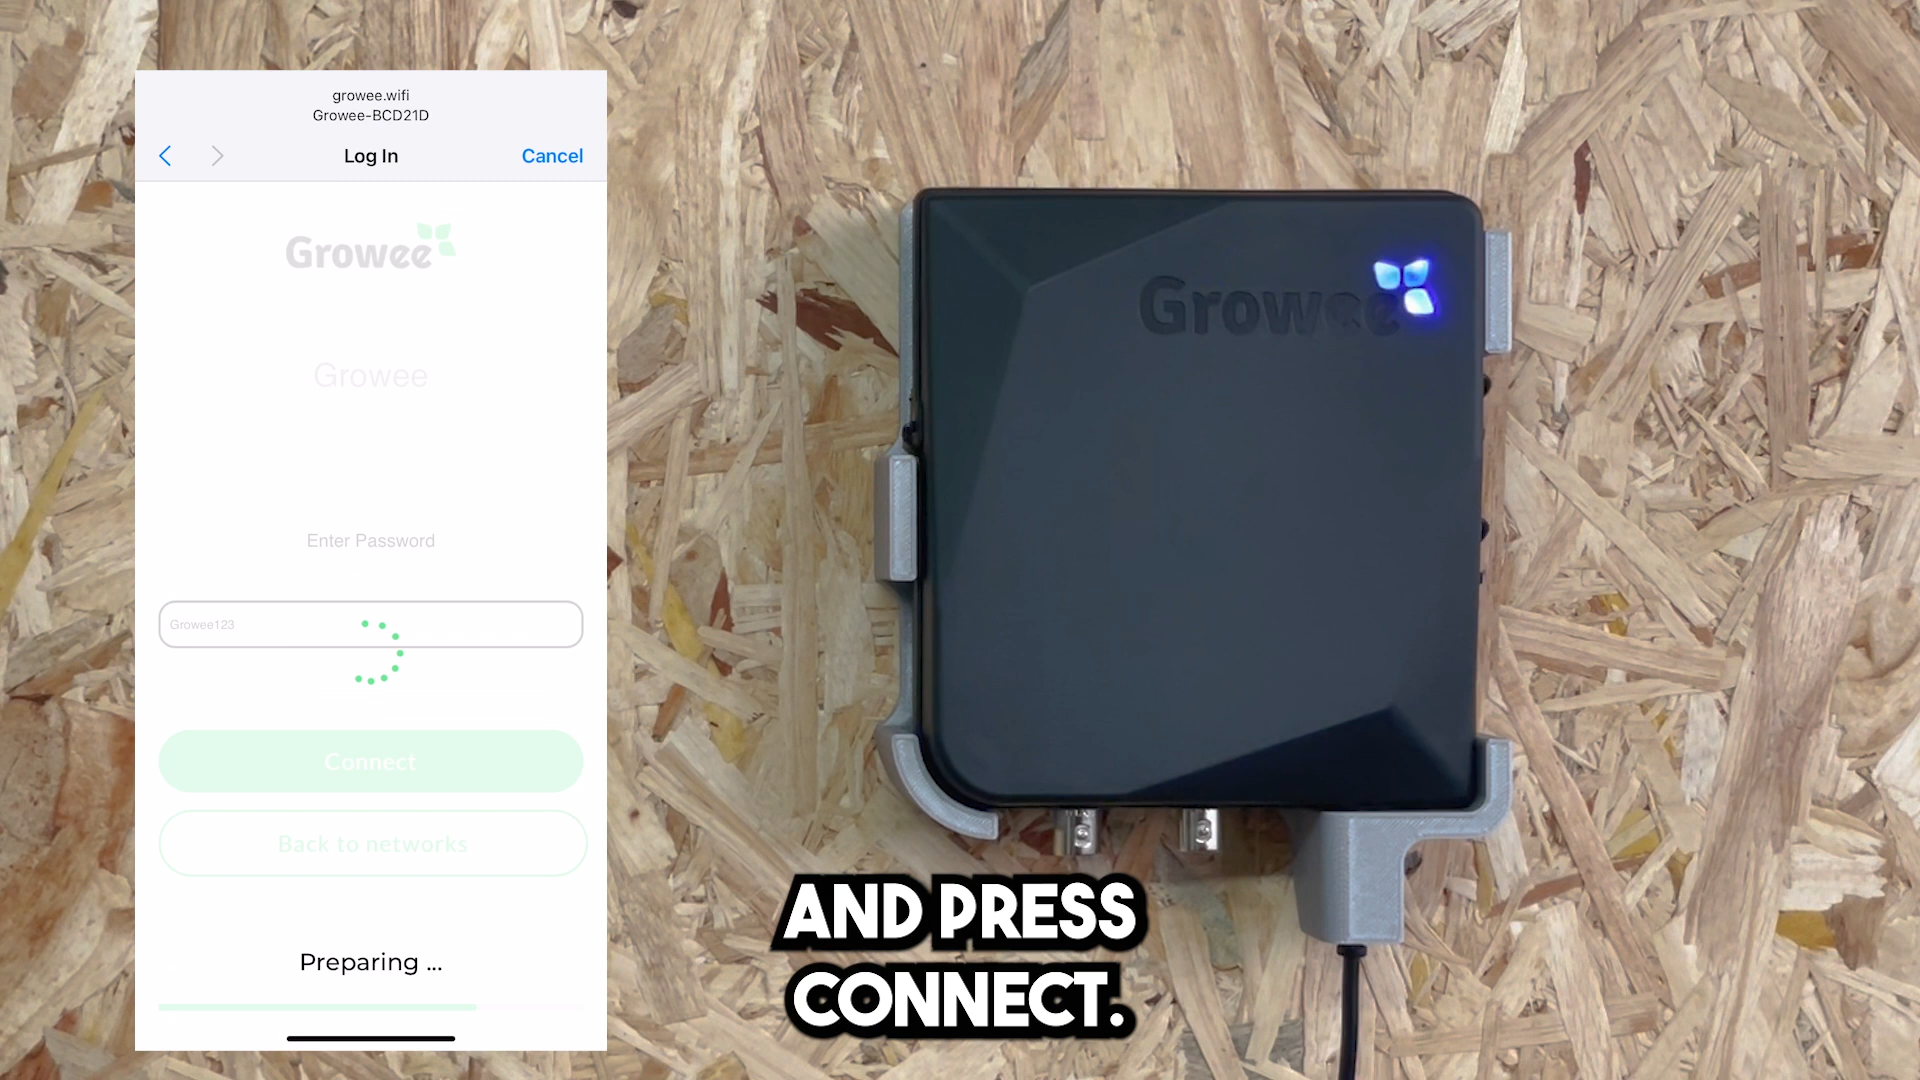 growee.wifi
Growee-BCD21D
Log In
Cancel
Growee
Growee
Enter Password
Growee123
Connect
Back to networks
Preparing ...
Growee
AND PRESS
CONNECT.